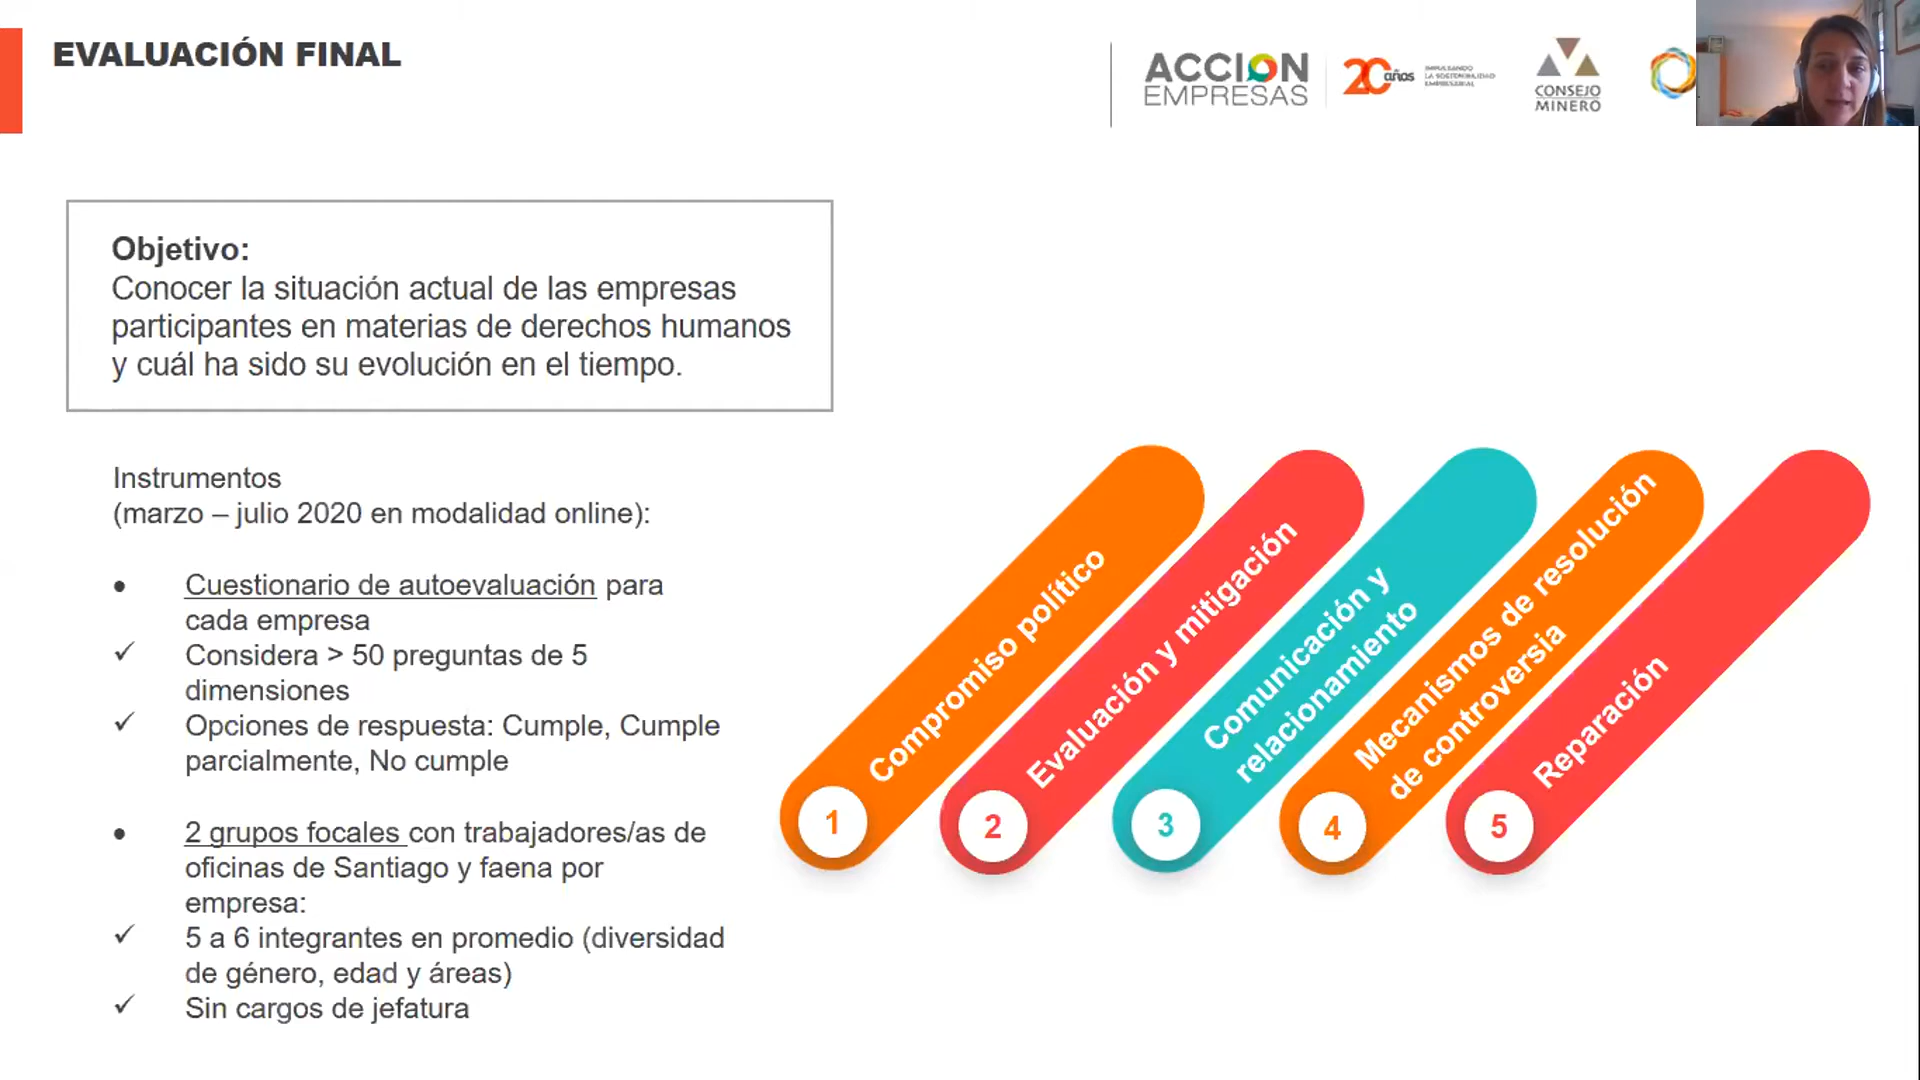 EVALUACIÓN FINAL
ACCION
EMPRESAS
20 años
IMPULSANDO
LA SOSTENIBILIDAD
EMPRESARIAL
CONSEJO
MINERO
Objetivo:
Conocer la situación actual de las empresas
participantes en materias de derechos humanos
y cuál ha sido su evolución en el tiempo.
Instrumentos
(marzo – julio 2020 en modalidad online):
• Cuestionario de autoevaluación para
cada empresa
✓ Considera > 50 preguntas de 5
dimensiones
✓ Opciones de respuesta: Cumple, Cumple
parcialmente, No cumple
• 2 grupos focales con trabajadores/as de
oficinas de Santiago y faena por
empresa:
✓ 5 a 6 integrantes en promedio (diversidad
de género, edad y áreas)
✓ Sin cargos de jefatura
1
Compromiso político
2
Evaluación y mitigación
3
Comunicación y
relacionamiento
4
Mecanismos de resolución
de controversia
5
Reparación